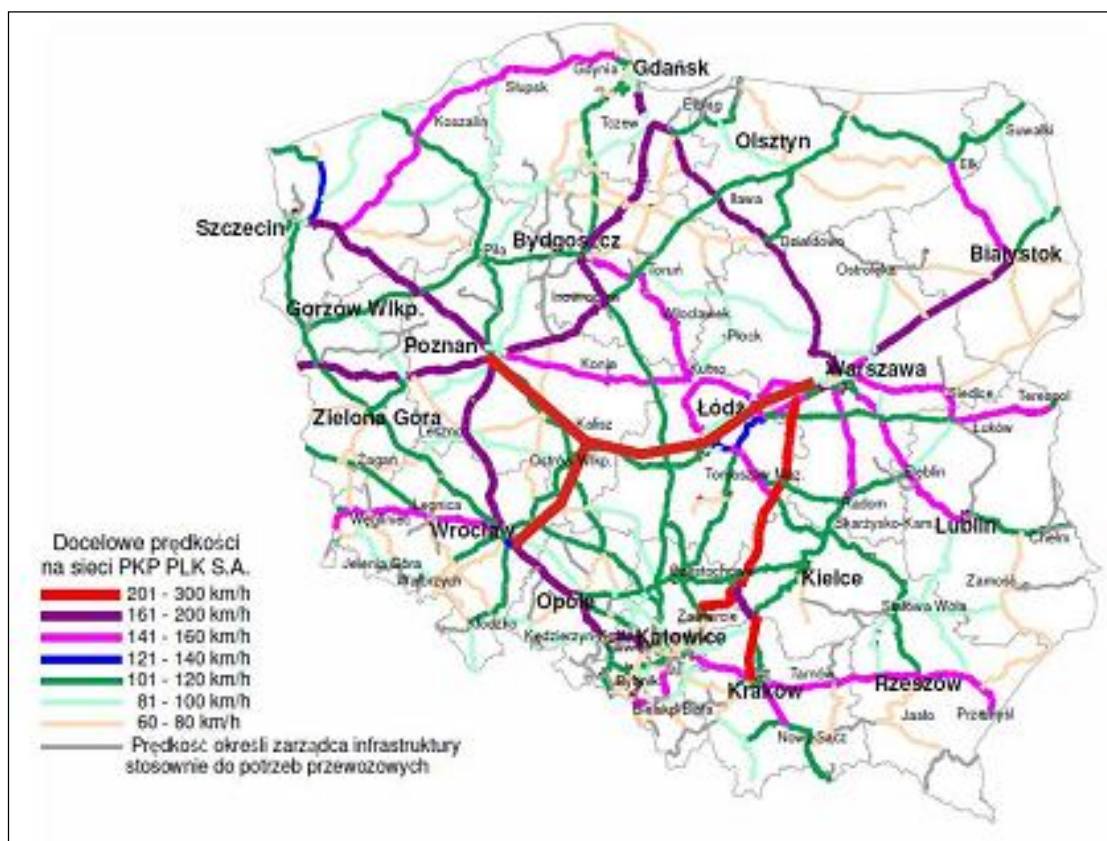 Gdańsk
Gdynia
Słupsk
Elbląg
Koszalin
Tczew
Suwałki
Olsztyn
Ełk
Iława
Szczecin
Bydgoszcz
Działdowo
Białystok
Piła
Ostrołęka
Toruń
Gorzów Wlkp.
Inowrocław
Włocławek
Płock
Poznań
Konin
Kutno
Warszawa
Siedlce
Terespol
Łódź
Zielona Góra
Kalisz
Łuków
Leszno
Ostrów Wlkp.
Żagań
Tomaszów Maz.
Dęblin
Legnica
Radom
Węgliniec
Wrocław
Skarżysko-Kam.
Lublin
Chełm
Docelowe prędkości
na sieci PKP PLK S.A.
201 - 300 km/h
161 - 200 km/h
141 - 160 km/h
121 - 140 km/h
101 - 120 km/h
81 - 100 km/h
60 - 80 km/h
Prędkość określi zarządca infrastruktury
stosownie do potrzeb przewozowych
Jelenia Góra
Wałbrzych
Częstochowa
Kielce
Zamość
Opole
Zawiercie
Stalowa Wola
Kłodzko
Katowice
Rybnik
Kraków
Tarnów
Rzeszów
Bielsko Biała
Jasło
Przemyśl
Nowy Sącz